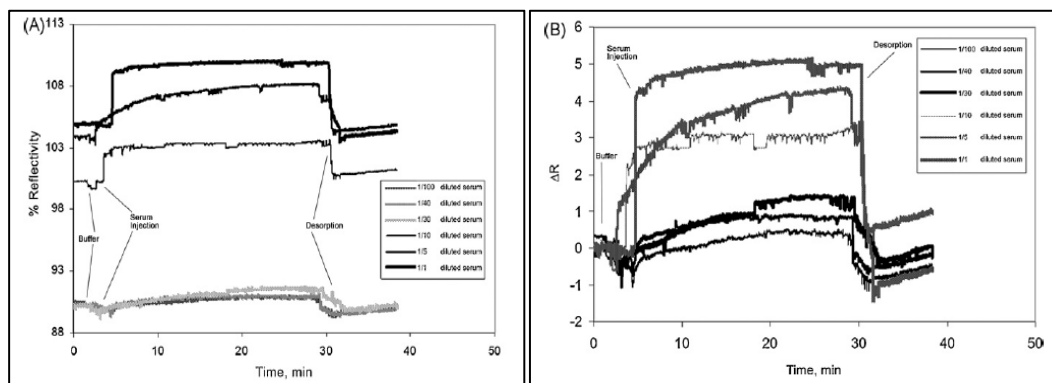 (A)
113
108
103
98
93
88
% Reflectivity
Buffer
Serum
Injection
Desorption
1/100 diluted serum
1/40 diluted serum
1/30 diluted serum
1/10 diluted serum
1/5 diluted serum
1/1 diluted serum
0
10
20
30
40
50
Time, min
(B)
6
5
4
3
2
1
0
-1
-2
ΔR
Serum
Injection
Buffer
Desorption
1/100 diluted serum
1/40 diluted serum
1/30 diluted serum
1/10 diluted serum
1/5 diluted serum
1/1 diluted serum
0
10
20
30
40
500
Time, min